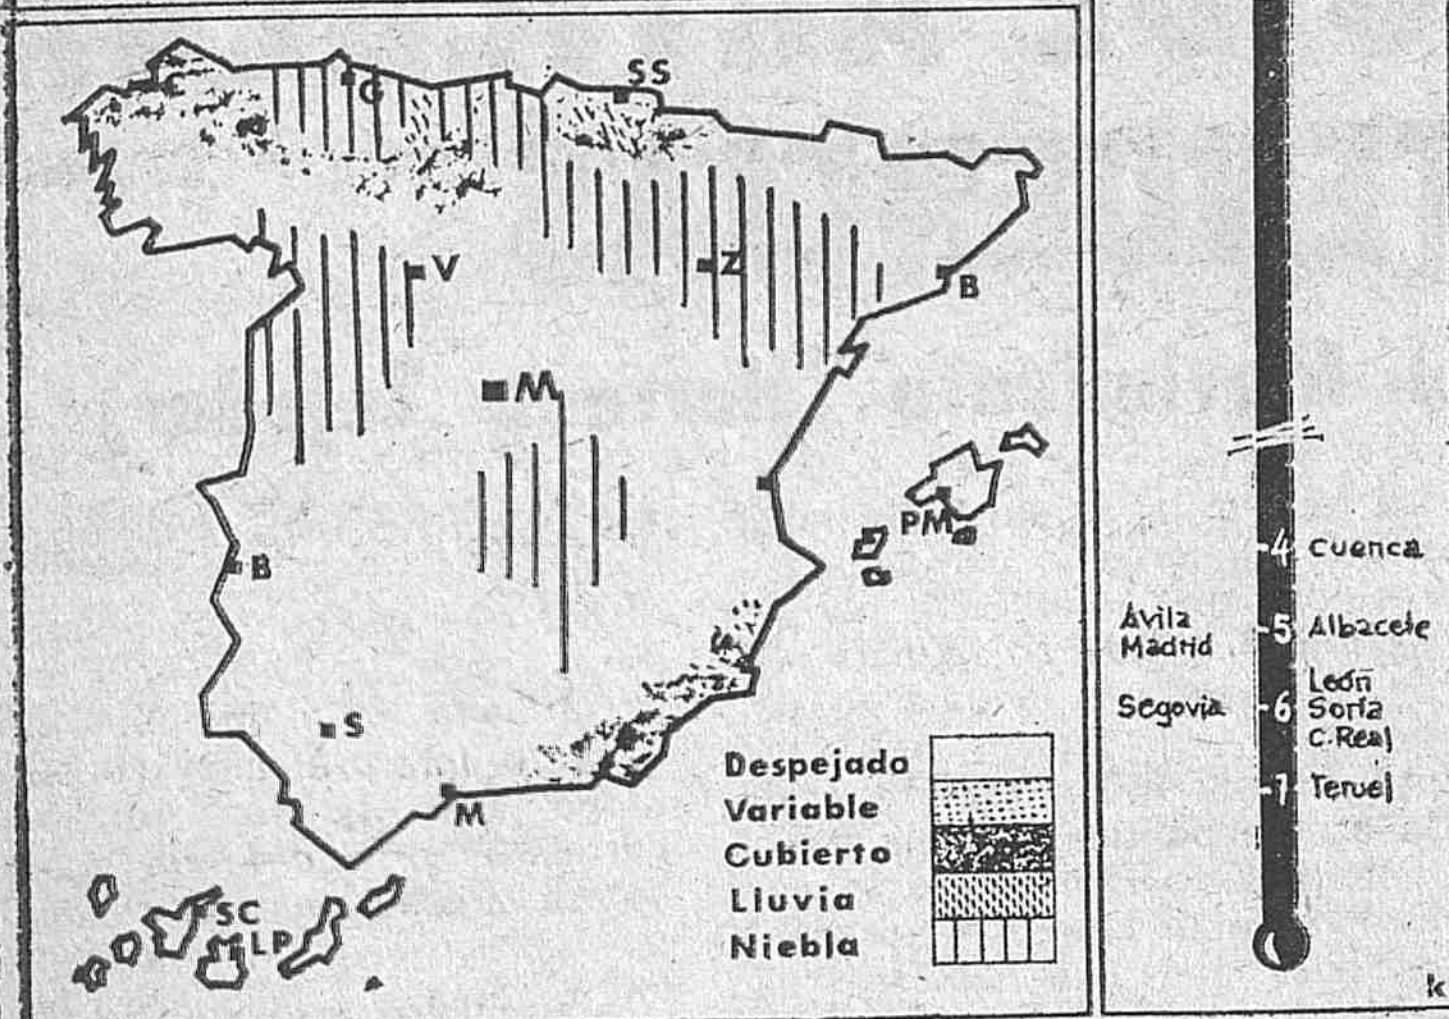 SS
G
V
Z
B
M
PM
B
S
M
SC
LP
Despejado
Variable
Cubierto
Lluvia
Niebla
-4 Cuenca
Ávila
Madrid
-5 Albacete
Segovia
-6 León
Soria
C. Real
-7 Teruel
k